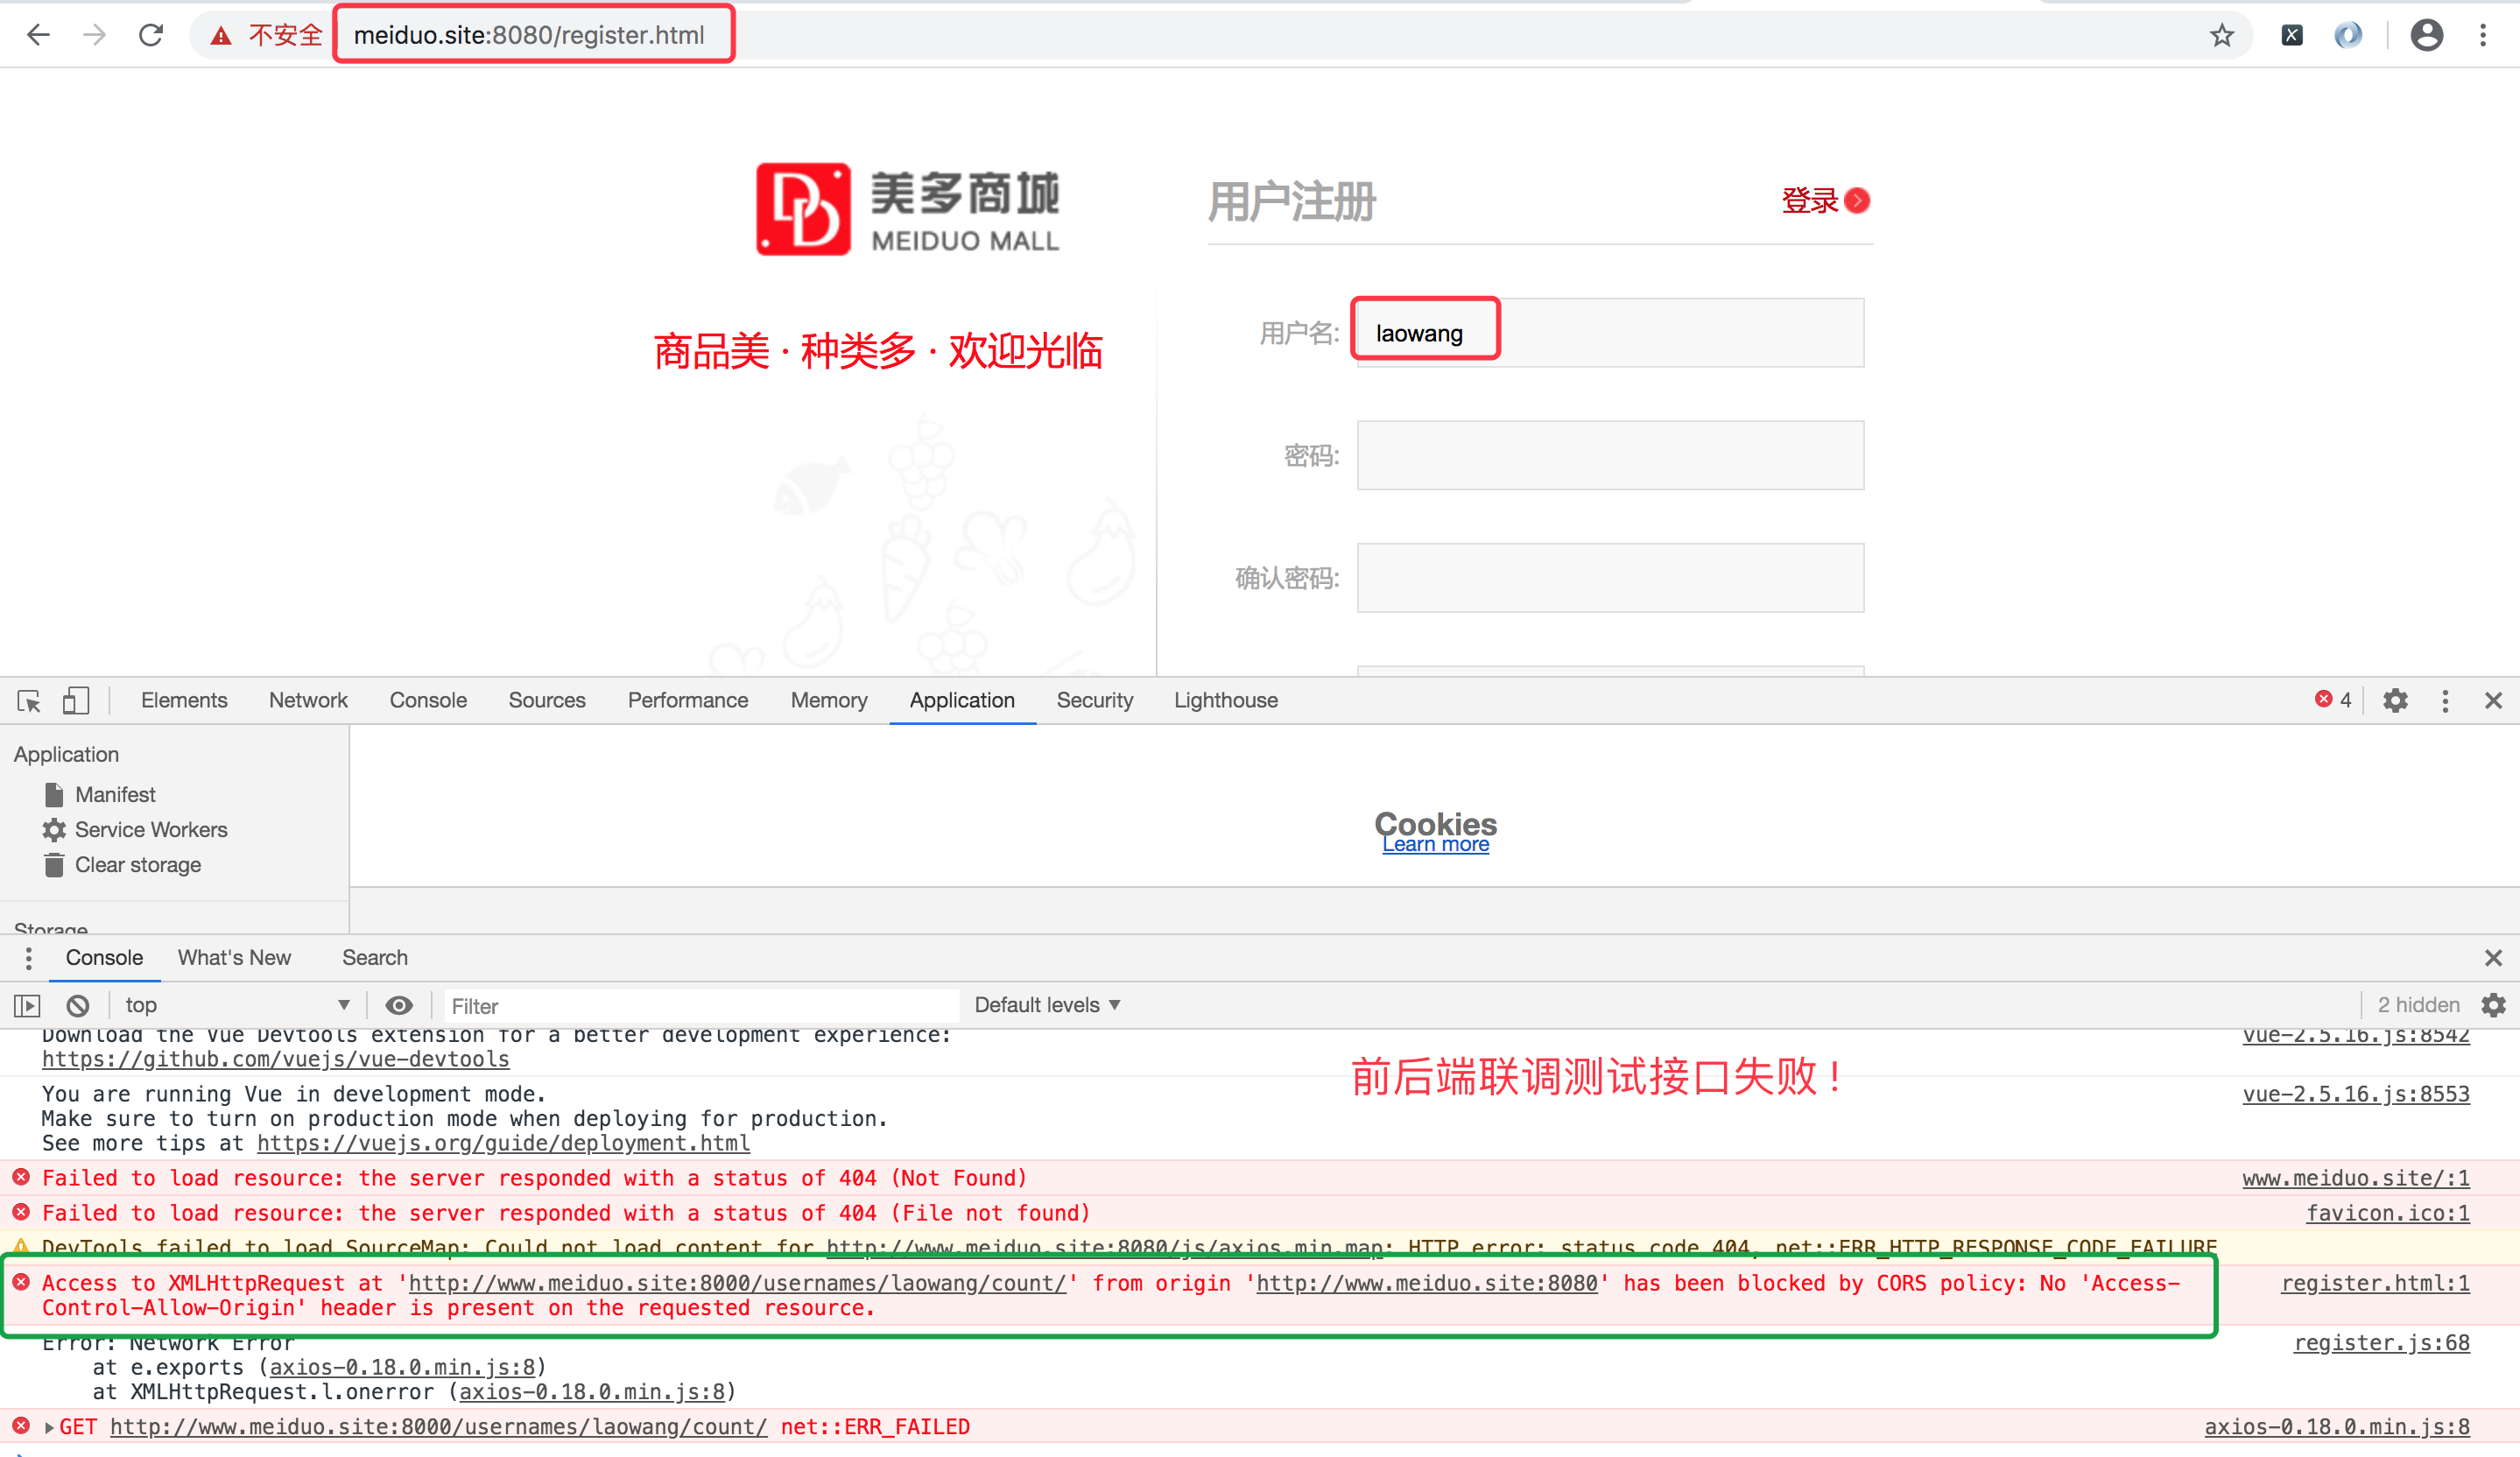 不安全 meiduo.site:8080/register.html
美多商城
MEIDUO MALL
商品美 · 种类多 · 欢迎光临
用户注册 登录
用户名: laowang
密码:
确认密码:
Elements Network Console Sources Performance Memory Application Security Lighthouse 4
Application
Manifest
Service Workers
Clear storage
Storage
Cookies
Learn more
Console What's New Search
top Filter Default levels 2 hidden
Download the Vue Devtools extension for a better development experience: vue-2.5.16.js:8542
https://github.com/vuejs/vue-devtools
前后端联调测试接口失败！
You are running Vue in development mode. vue-2.5.16.js:8553
Make sure to turn on production mode when deploying for production.
See more tips at https://vuejs.org/guide/deployment.html
Failed to load resource: the server responded with a status of 404 (Not Found) www.meiduo.site/:1
Failed to load resource: the server responded with a status of 404 (File not found) favicon.ico:1
DevTools failed to load SourceMap: Could not load content for http://www.meiduo.site:8080/js/axios.min.map: HTTP error: status code 404, net::ERR_HTTP_RESPONSE_CODE_FAILURE
Access to XMLHttpRequest at 'http://www.meiduo.site:8000/usernames/laowang/count/' from origin 'http://www.meiduo.site:8080' has been blocked by CORS policy: No 'Access- register.html:1
Control-Allow-Origin' header is present on the requested resource.
Error: Network Error register.js:68
at e.exports (axios-0.18.0.min.js:8)
at XMLHttpRequest.l.onerror (axios-0.18.0.min.js:8)
GET http://www.meiduo.site:8000/usernames/laowang/count/ net::ERR_FAILED axios-0.18.0.min.js:8